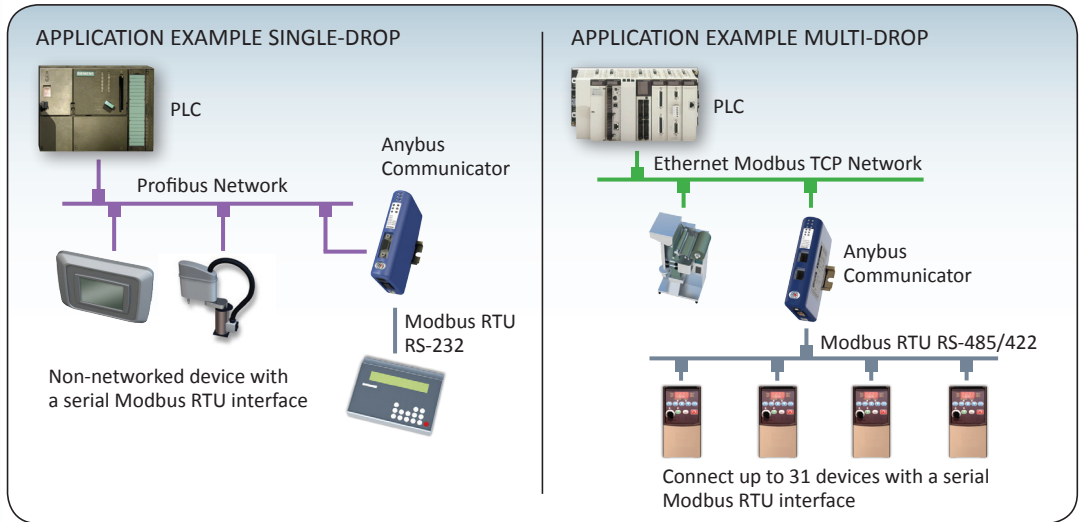 APPLICATION EXAMPLE SINGLE-DROP
PLC
Anybus
Communicator
Profibus Network
Modbus RTU
RS-232
Non-networked device with
a serial Modbus RTU interface
APPLICATION EXAMPLE MULTI-DROP
PLC
Ethernet Modbus TCP Network
Anybus
Communicator
Modbus RTU RS-485/422
Connect up to 31 devices with a serial
Modbus RTU interface